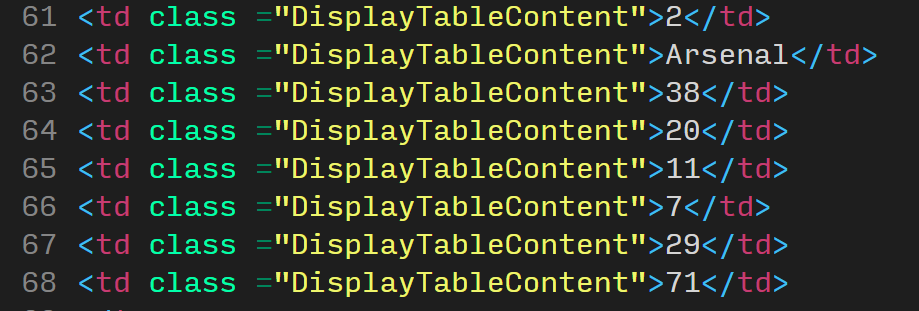 61 <td class ="DisplayTableContent">2</td>
62 <td class ="DisplayTableContent">Arsenal</td>
63 <td class ="DisplayTableContent">38</td>
64 <td class ="DisplayTableContent">20</td>
65 <td class ="DisplayTableContent">11</td>
66 <td class ="DisplayTableContent">7</td>
67 <td class ="DisplayTableContent">29</td>
68 <td class ="DisplayTableContent">71</td>